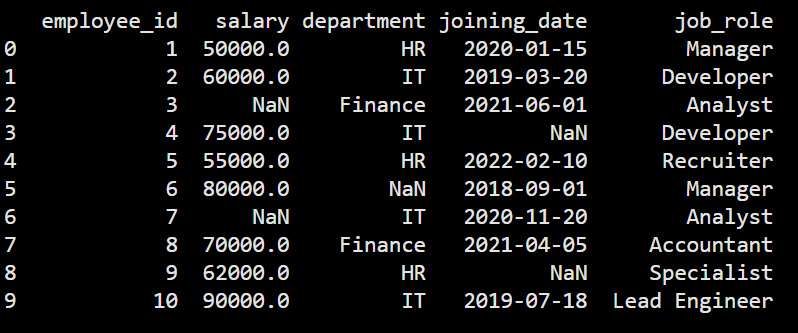 employee_id salary department joining_date job_role
0 1 50000.0 HR 2020-01-15 Manager
1 2 60000.0 IT 2019-03-20 Developer
2 3 NaN Finance 2021-06-01 Analyst
3 4 75000.0 IT NaN Developer
4 5 55000.0 HR 2022-02-10 Recruiter
5 6 80000.0 NaN 2018-09-01 Manager
6 7 NaN IT 2020-11-20 Analyst
7 8 70000.0 Finance 2021-04-05 Accountant
8 9 62000.0 HR NaN Specialist
9 10 90000.0 IT 2019-07-18 Lead Engineer